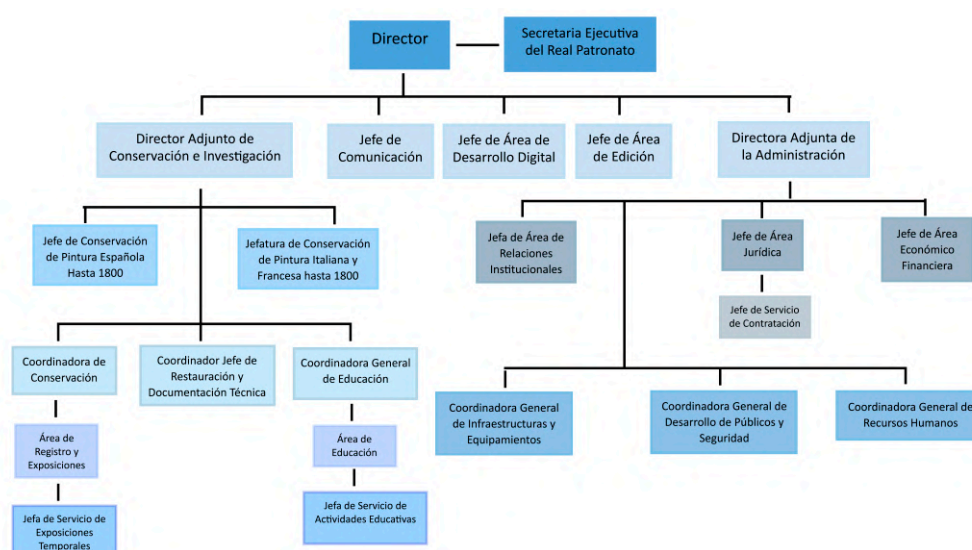 Director
Secretaria Ejecutiva
del Real Patronato
Director Adjunto de
Conservación e Investigación
Jefe de
Comunicación
Jefe de Área de
Desarrollo Digital
Jefe de Área
de Edición
Directora Adjunta de
la Administración
Jefe de Conservación
de Pintura Española
Hasta 1800
Jefatura de Conservación
de Pintura Italiana y
Francesa hasta 1800
Jefa de Área de
Relaciones
Institucionales
Jefe de Área
Jurídica
Jefe de Área
Económico
Financiera
Jefe de Servicio
de Contratación
Coordinadora de
Conservación
Coordinador Jefe de
Restauración y
Documentación Técnica
Coordinadora General
de Educación
Coordinadora General
de Infraestructuras y
Equipamientos
Coordinadora General de
Desarrollo de Públicos y
Seguridad
Coordinadora General de
Recursos Humanos
Área de
Registro y
Exposiciones
Área de
Educación
Jefa de Servicio de
Exposiciones
Temporales
Jefa de Servicio de
Actividades Educativas